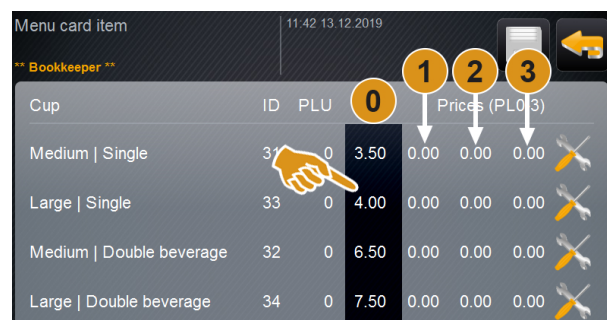 Menu card item
11:42 13.12.2019
** Bookkeeper **
1 2 3
0
Cup ID PLU Prices (PL0-3)
Medium | Single 31 0 3.50 0.00 0.00 0.00
Large | Single 33 0 4.00 0.00 0.00 0.00
Medium | Double beverage 32 0 6.50 0.00 0.00 0.00
Large | Double beverage 34 0 7.50 0.00 0.00 0.00